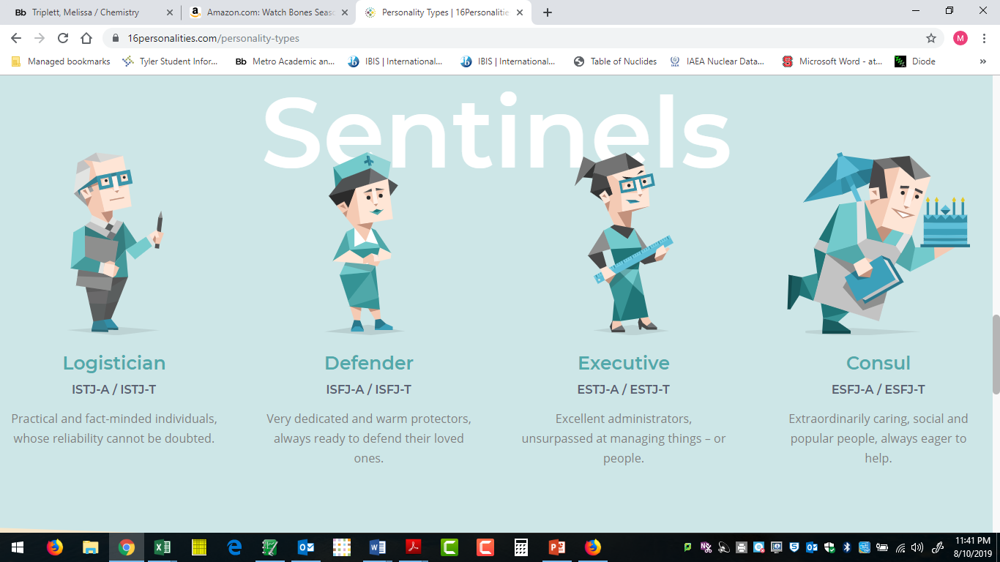 Bb Triplett, Melissa / Chemistry
Amazon.com: Watch Bones Seas
Personality Types | 16Personalitie
16personalities.com/personality-types
M
Managed bookmarks
Tyler Student Infor...
Bb Metro Academic an...
IBIS | International...
IBIS | International...
Table of Nuclides
IAEA Nuclear Data...
Microsoft Word - at...
Diode
»
Sentinels
Logistician
ISTJ-A / ISTJ-T
Practical and fact-minded individuals,
whose reliability cannot be doubted.
Defender
ISFJ-A / ISFJ-T
Very dedicated and warm protectors,
always ready to defend their loved
ones.
Executive
ESTJ-A / ESTJ-T
Excellent administrators,
unsurpassed at managing things – or
people.
Consul
ESFJ-A / ESFJ-T
Extraordinarily caring, social and
popular people, always eager to
help.
11:41 PM
8/10/2019